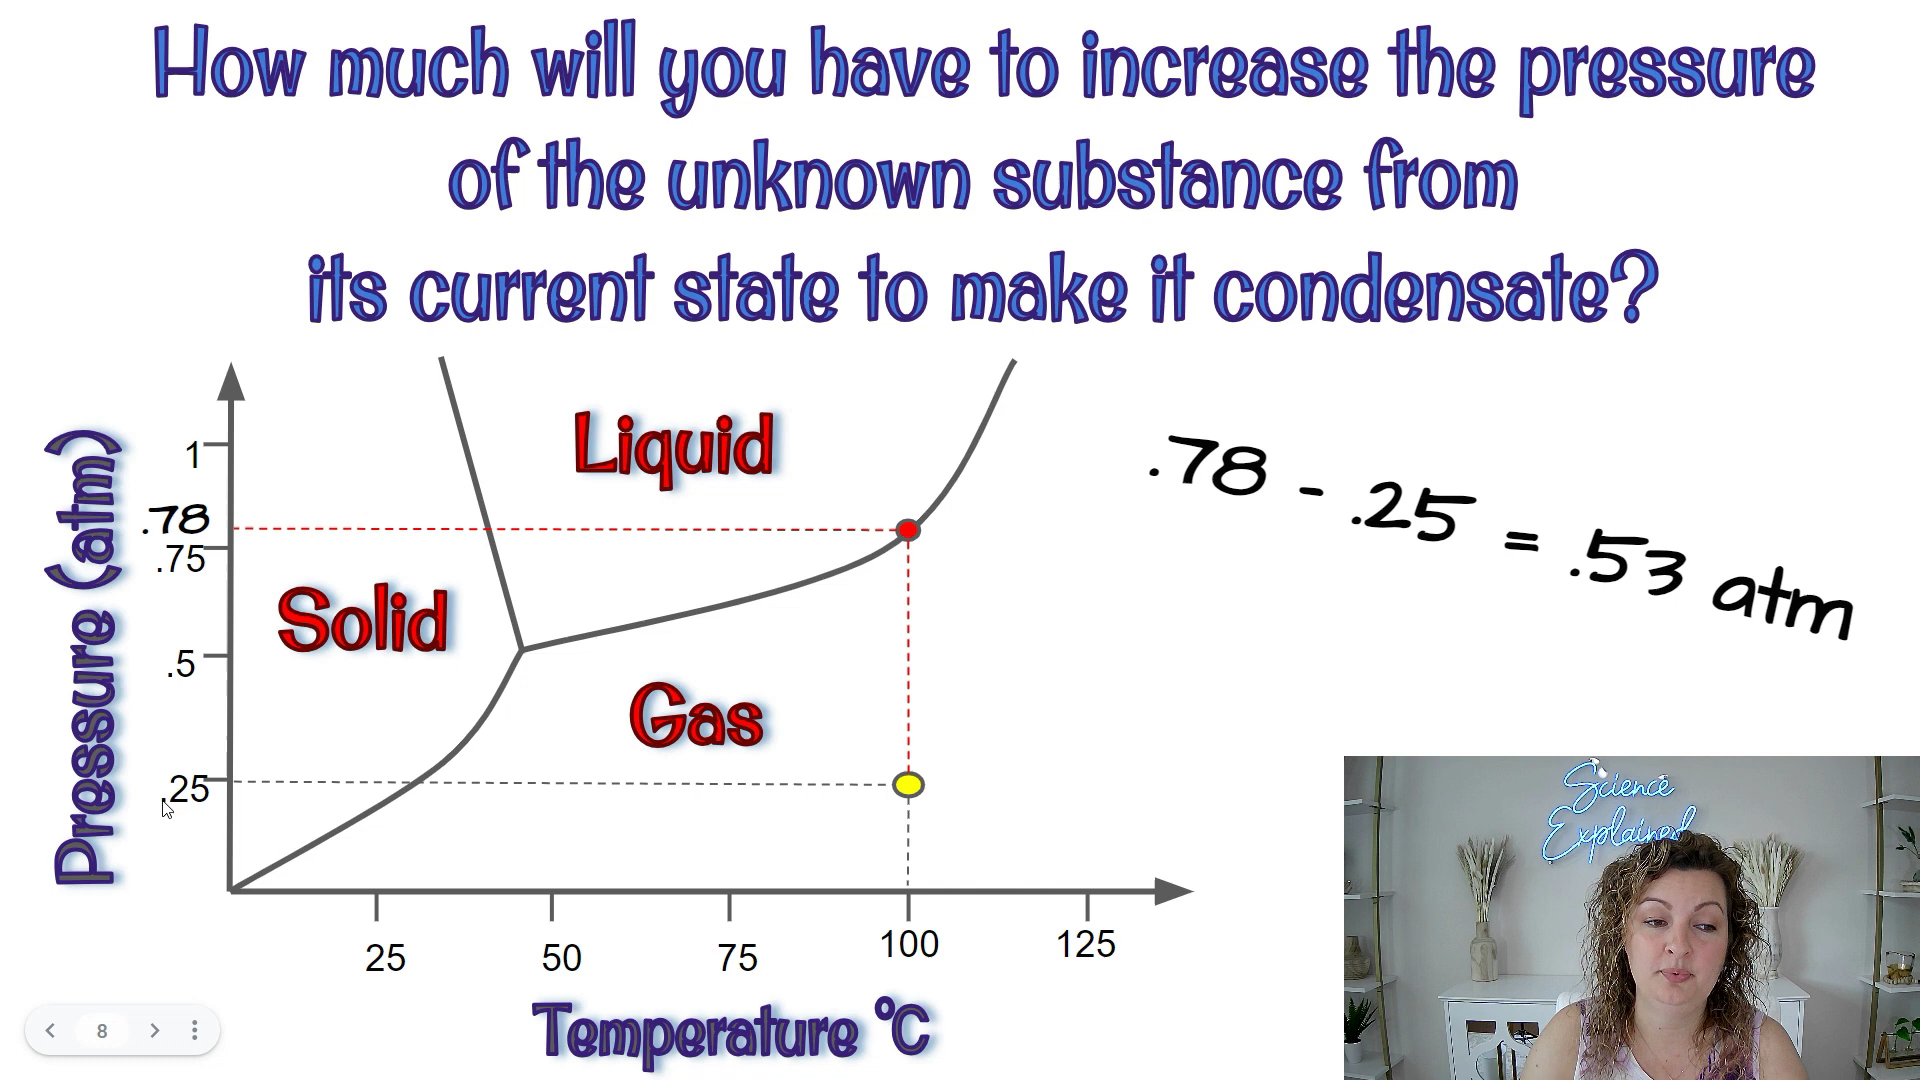 How much will you have to increase the pressure
of the unknown substance from
its current state to make it condensate?
Pressure (atm)
1
.78
.75
.5
.25
Liquid
Solid
Gas
.78 - .25 = .53 atm
25
50
75
100
125
Temperature °C
8
Science
Explained